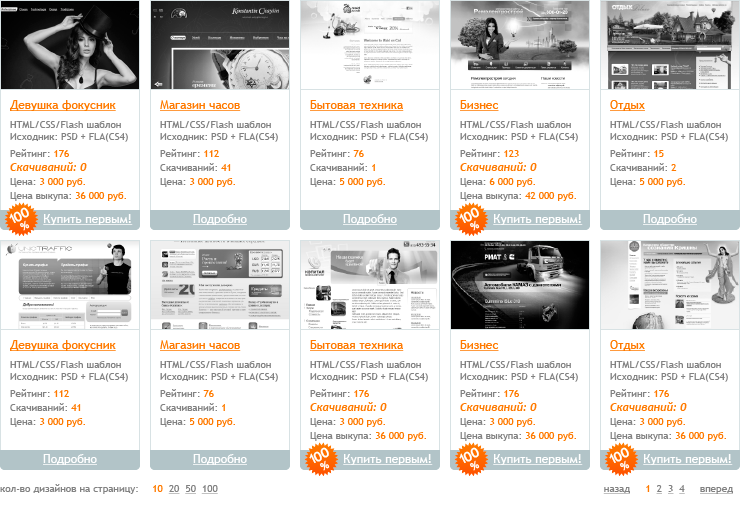 Konstantin Chaykin
Девушка фокусник
HTML/CSS/Flash шаблон
Исходник: PSD + FLA(CS4)
Рейтинг: 176
Скачиваний: 0
Цена: 3 000 руб.
Цена выкупа: 36 000 руб.
100 %
Купить первым!
Магазин часов
HTML/CSS/Flash шаблон
Исходник: PSD + FLA(CS4)
Рейтинг: 112
Скачиваний: 41
Цена: 3 000 руб.
Подробно
Бытовая техника
HTML/CSS/Flash шаблон
Исходник: PSD + FLA(CS4)
Рейтинг: 76
Скачиваний: 1
Цена: 5 000 руб.
Подробно
Бизнес
HTML/CSS/Flash шаблон
Исходник: PSD + FLA(CS4)
Рейтинг: 123
Скачиваний: 0
Цена: 6 000 руб.
Цена выкупа: 42 000 руб.
100 %
Купить первым!
ОТДЫХ
Отдых
HTML/CSS/Flash шаблон
Исходник: PSD + FLA(CS4)
Рейтинг: 15
Скачиваний: 2
Цена: 5 000 руб.
Подробно
Девушка фокусник
HTML/CSS/Flash шаблон
Исходник: PSD + FLA(CS4)
Рейтинг: 112
Скачиваний: 41
Цена: 3 000 руб.
Подробно
Магазин часов
HTML/CSS/Flash шаблон
Исходник: PSD + FLA(CS4)
Рейтинг: 76
Скачиваний: 1
Цена: 5 000 руб.
Подробно
Бытовая техника
HTML/CSS/Flash шаблон
Исходник: PSD + FLA(CS4)
Рейтинг: 176
Скачиваний: 0
Цена: 3 000 руб.
Цена выкупа: 36 000 руб.
100 %
Купить первым!
Бизнес
HTML/CSS/Flash шаблон
Исходник: PSD + FLA(CS4)
Рейтинг: 176
Скачиваний: 0
Цена: 3 000 руб.
Цена выкупа: 36 000 руб.
100 %
Купить первым!
Отдых
HTML/CSS/Flash шаблон
Исходник: PSD + FLA(CS4)
Рейтинг: 176
Скачиваний: 0
Цена: 3 000 руб.
Цена выкупа: 36 000 руб.
100 %
Купить первым!
кол-во дизайнов на страницу: 10 20 50 100
назад 1 2 3 4 вперед